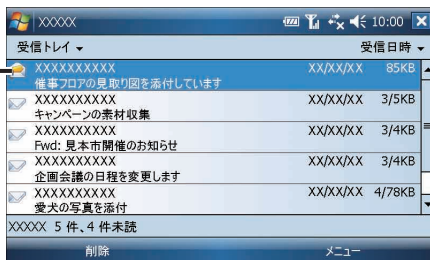 XXXXX 10:00
受信トレイ 受信日時
XXXXXXXXXX XX/XX/XX 85KB
催事フロアの見取り図を添付しています
XXXXXXXXXX XX/XX/XX 3/5KB
キャンペーンの素材収集
XXXXXXXXXX XX/XX/XX 3/4KB
Fwd: 見本市開催のお知らせ
XXXXXXXXXX XX/XX/XX 3/4KB
企画会議の日程を変更します
XXXXXXXXXX XX/XX/XX 4/78KB
愛犬の写真を添付
XXXXX 5 件、4 件未読
削除 メニュー